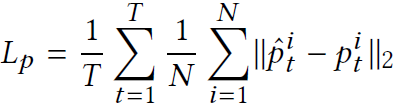 L_p = \frac{1}{T} \sum_{t=1}^{T} \frac{1}{N} \sum_{i=1}^{N} \| \hat{p}_t^i - p_t^i \|_2